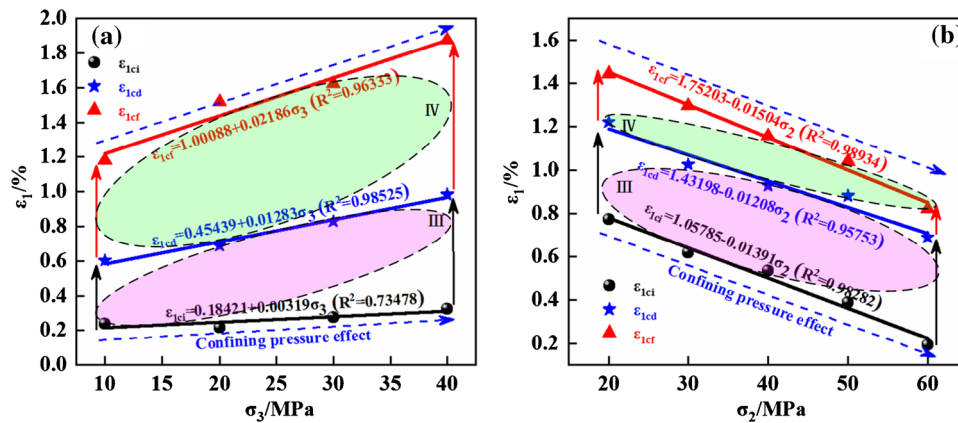 (a)
ε1ci
ε1cd
ε1cf
IV
III
ε1cf=1.00088+0.02186σ3 (R²=0.96333)
ε1cd=0.45439+0.01283σ3 (R²=0.98525)
ε1ci=0.18421+0.00319σ3 (R²=0.73478)
Confining pressure effect
2.0
1.8
1.6
1.4
1.2
1.0
0.8
0.6
0.4
0.2
0.0
ε1/%
10 15 20 25 30 35 40
σ3/MPa
(b)
ε1cf=1.75203-0.01504σ2 (R²=0.98934)
IV
ε1cd=1.43198-0.01208σ2 (R²=0.95753)
III
ε1ci=1.05785-0.01391σ2 (R²=0.98282)
Confining pressure effect
ε1ci
ε1cd
ε1cf
1.6
1.4
1.2
1.0
0.8
0.6
0.4
0.2
ε1/%
20 30 40 50 60
σ2/MPa